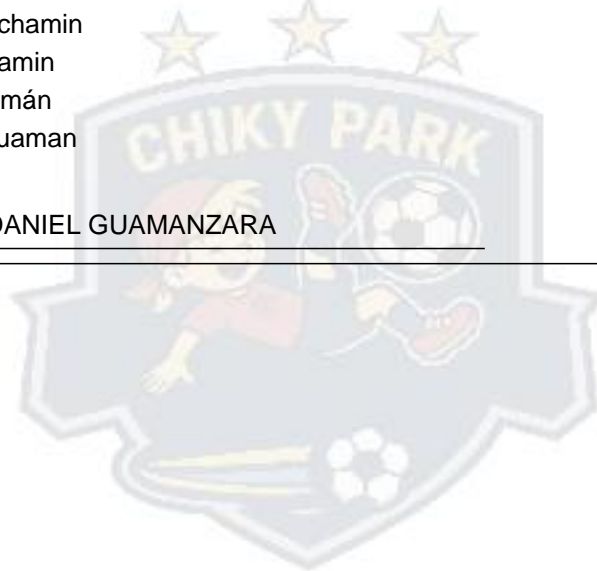 chamin
amin
mán
uaman
CHIKY PARK
DANIEL GUAMANZARA